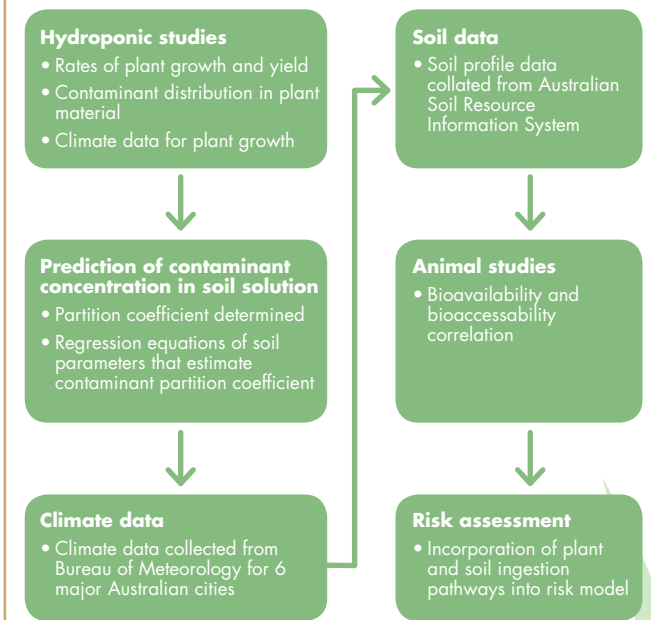 Hydroponic studies
• Rates of plant growth and yield
• Contaminant distribution in plant
material
• Climate data for plant growth
Prediction of contaminant
concentration in soil solution
• Partition coefficient determined
• Regression equations of soil
parameters that estimate
contaminant partition coefficient
Climate data
• Climate data collected from
Bureau of Meteorology for 6
major Australian cities
Soil data
• Soil profile data
collated from Australian
Soil Resource
Information System
Animal studies
• Bioavailability and
bioaccessability
correlation
Risk assessment
• Incorporation of plant
and soil ingestion
pathways into risk model